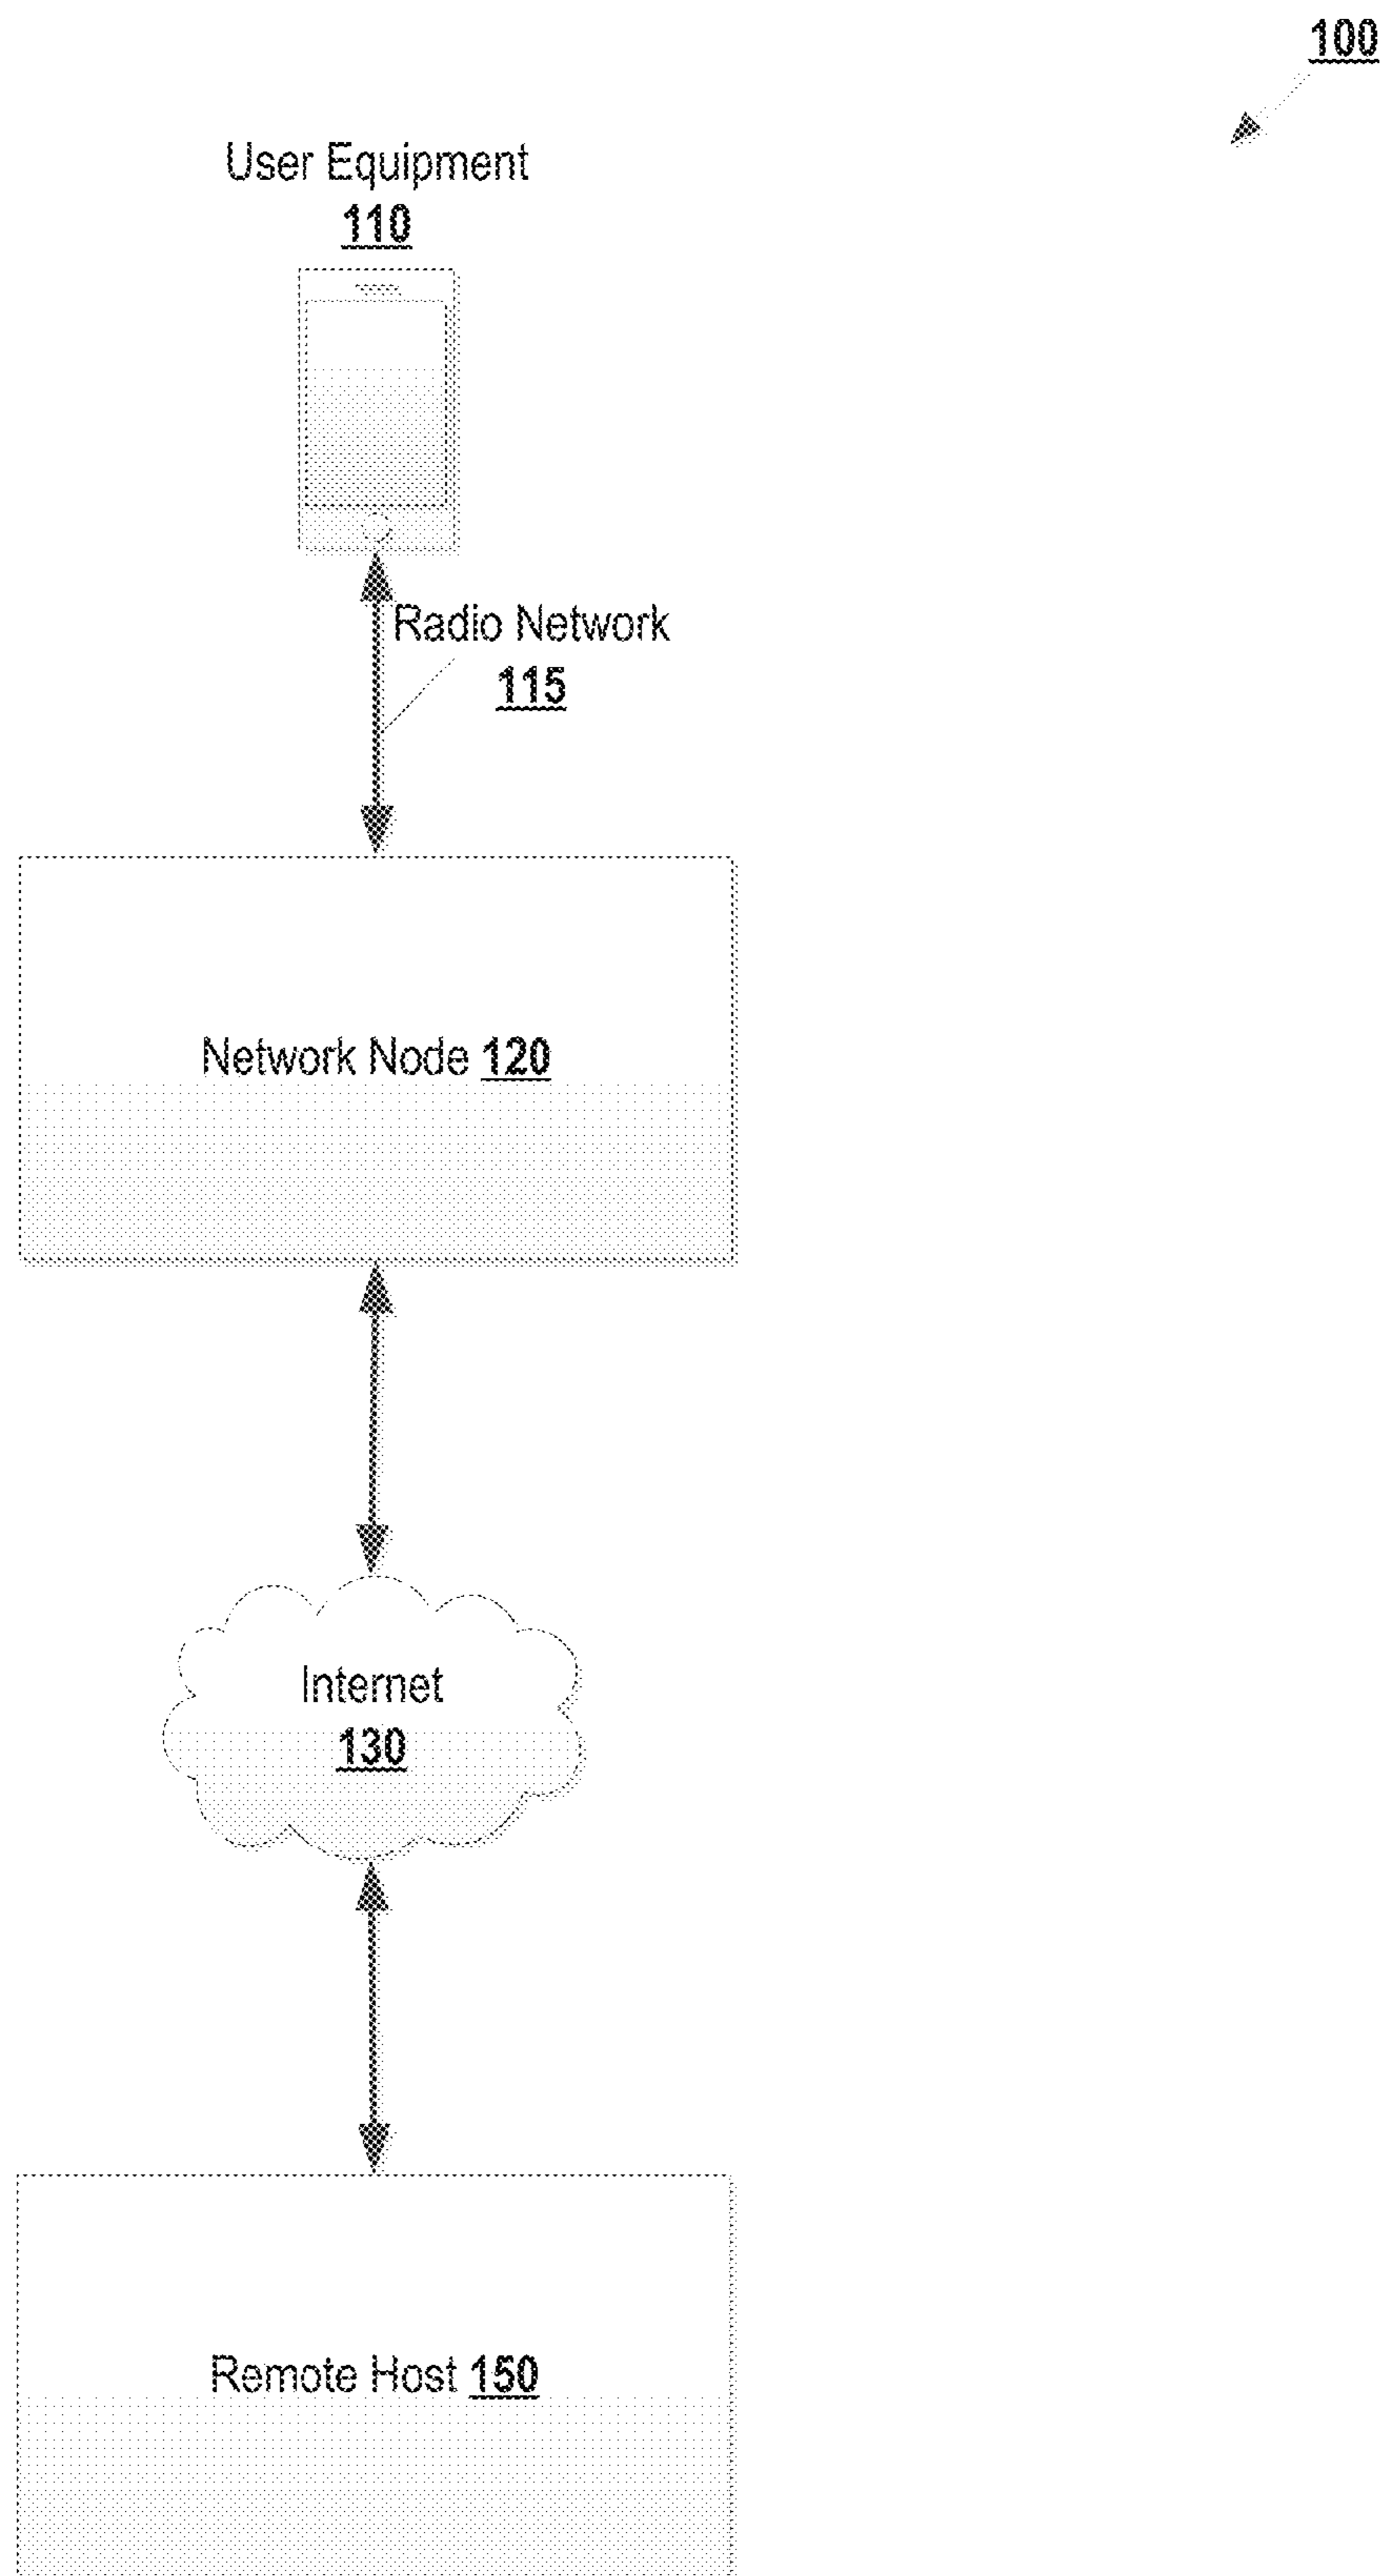 100
User Equipment
110
Radio Network
115
Network Node 120
Internet
130
Remote Host 150